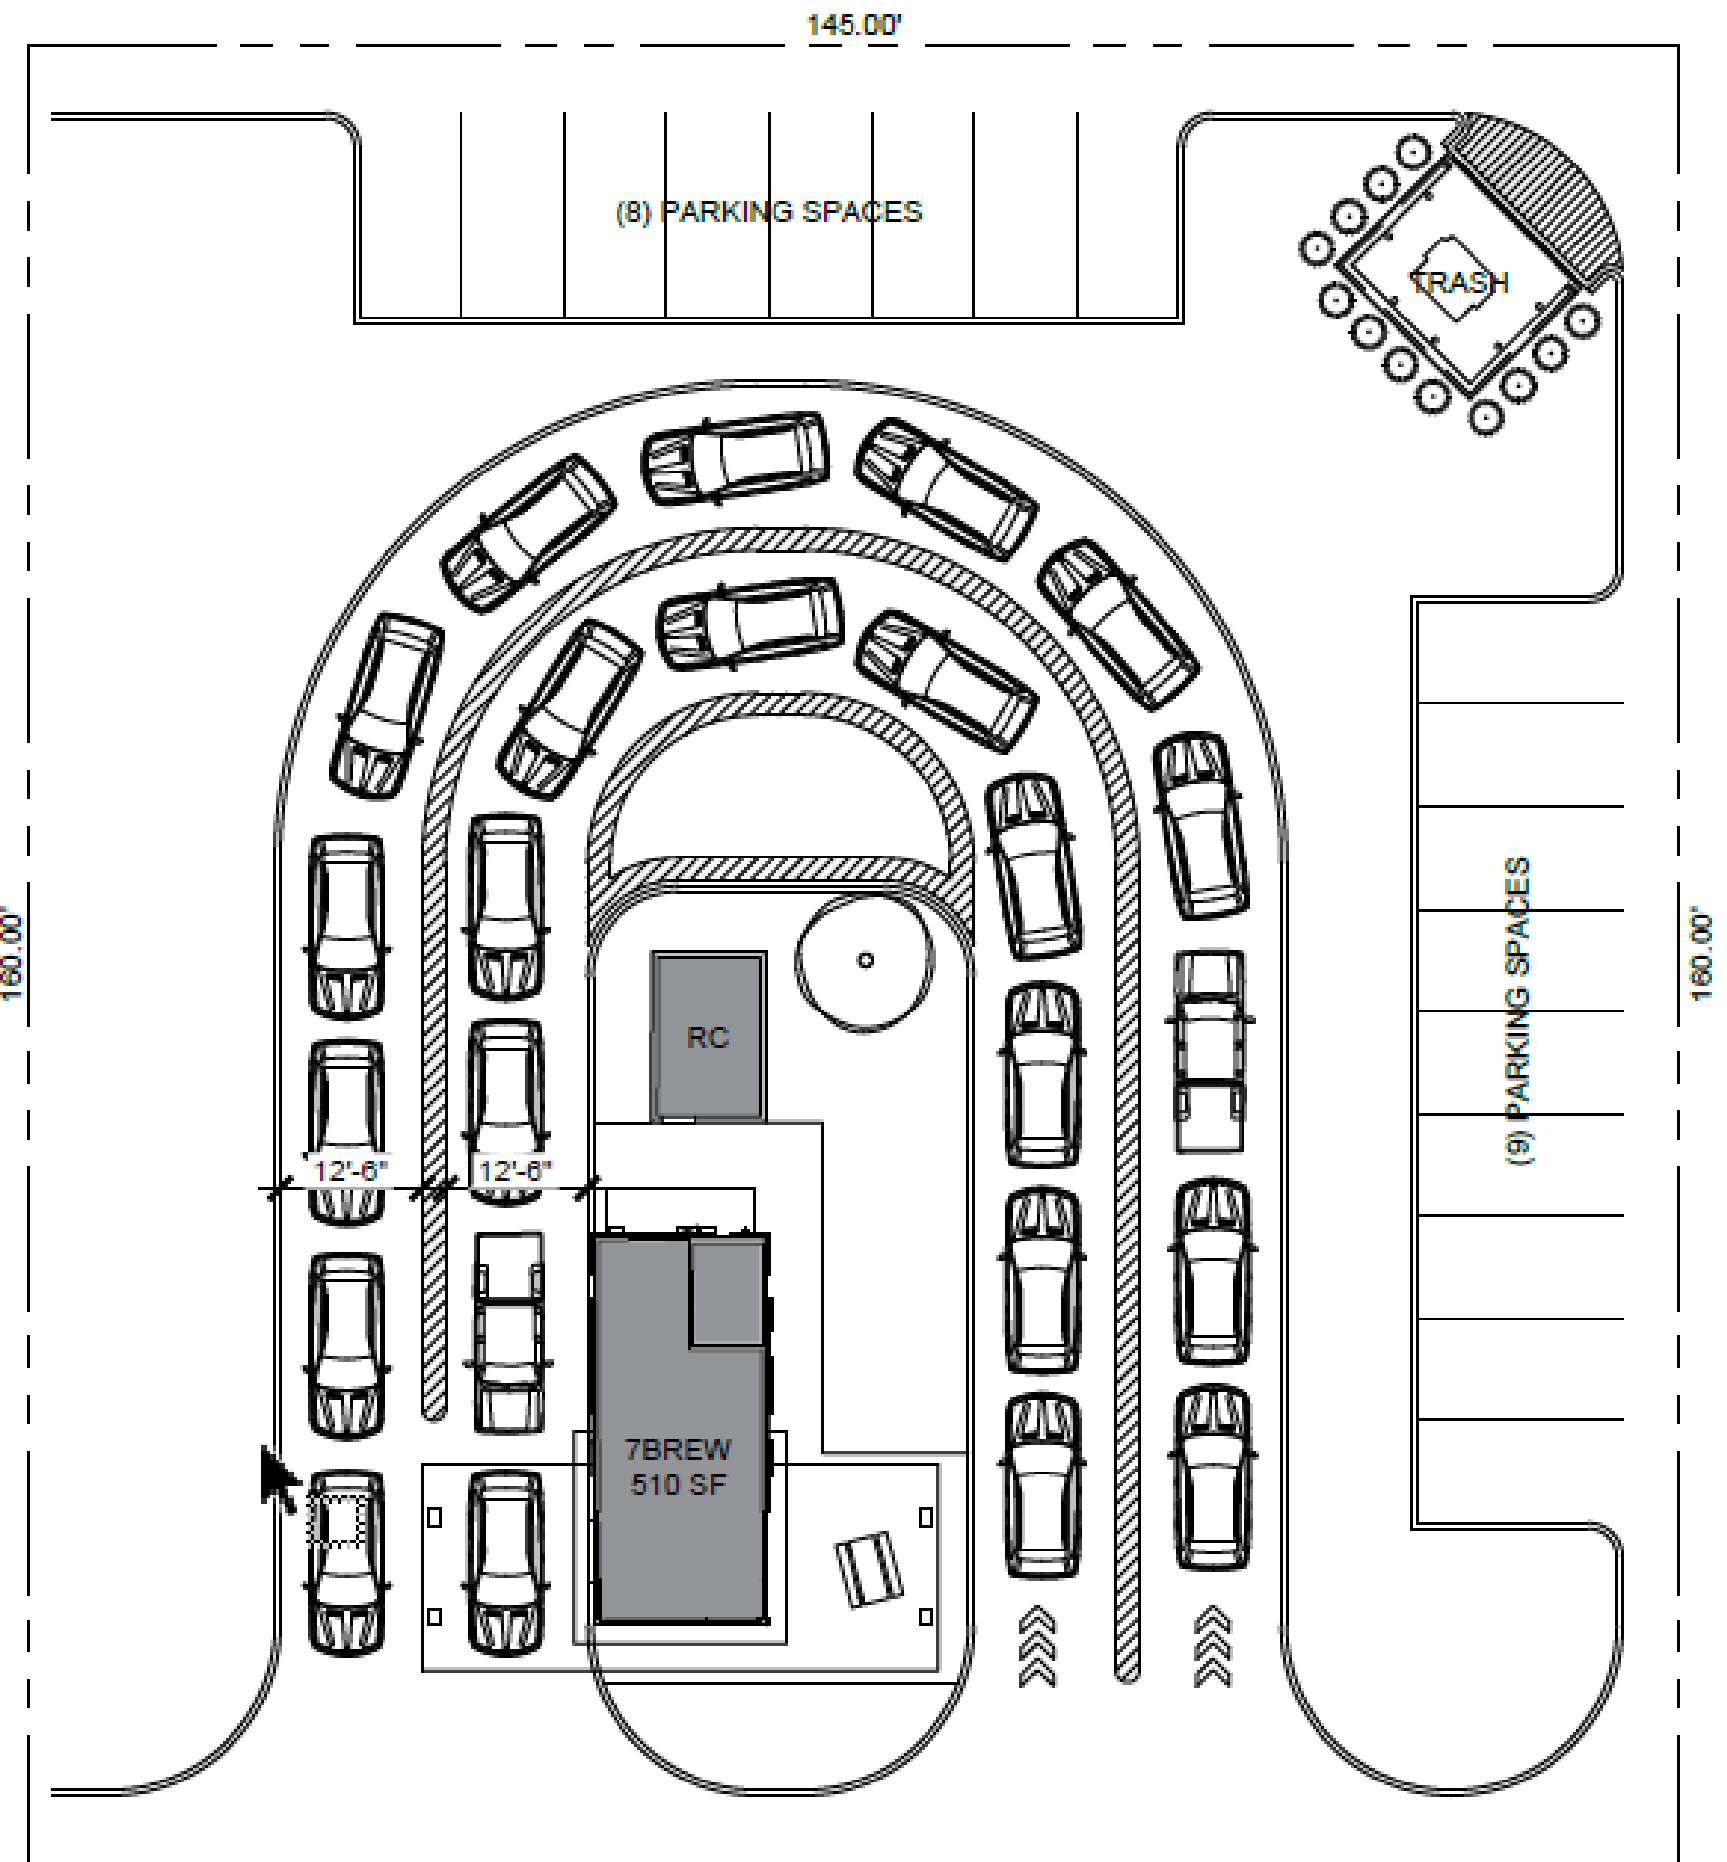 145.00'
(8) PARKING SPACES
TRASH
160.00'
(9) PARKING SPACES
160.00'
RC
12'-6"
12'-6"
7BREW
510 SF